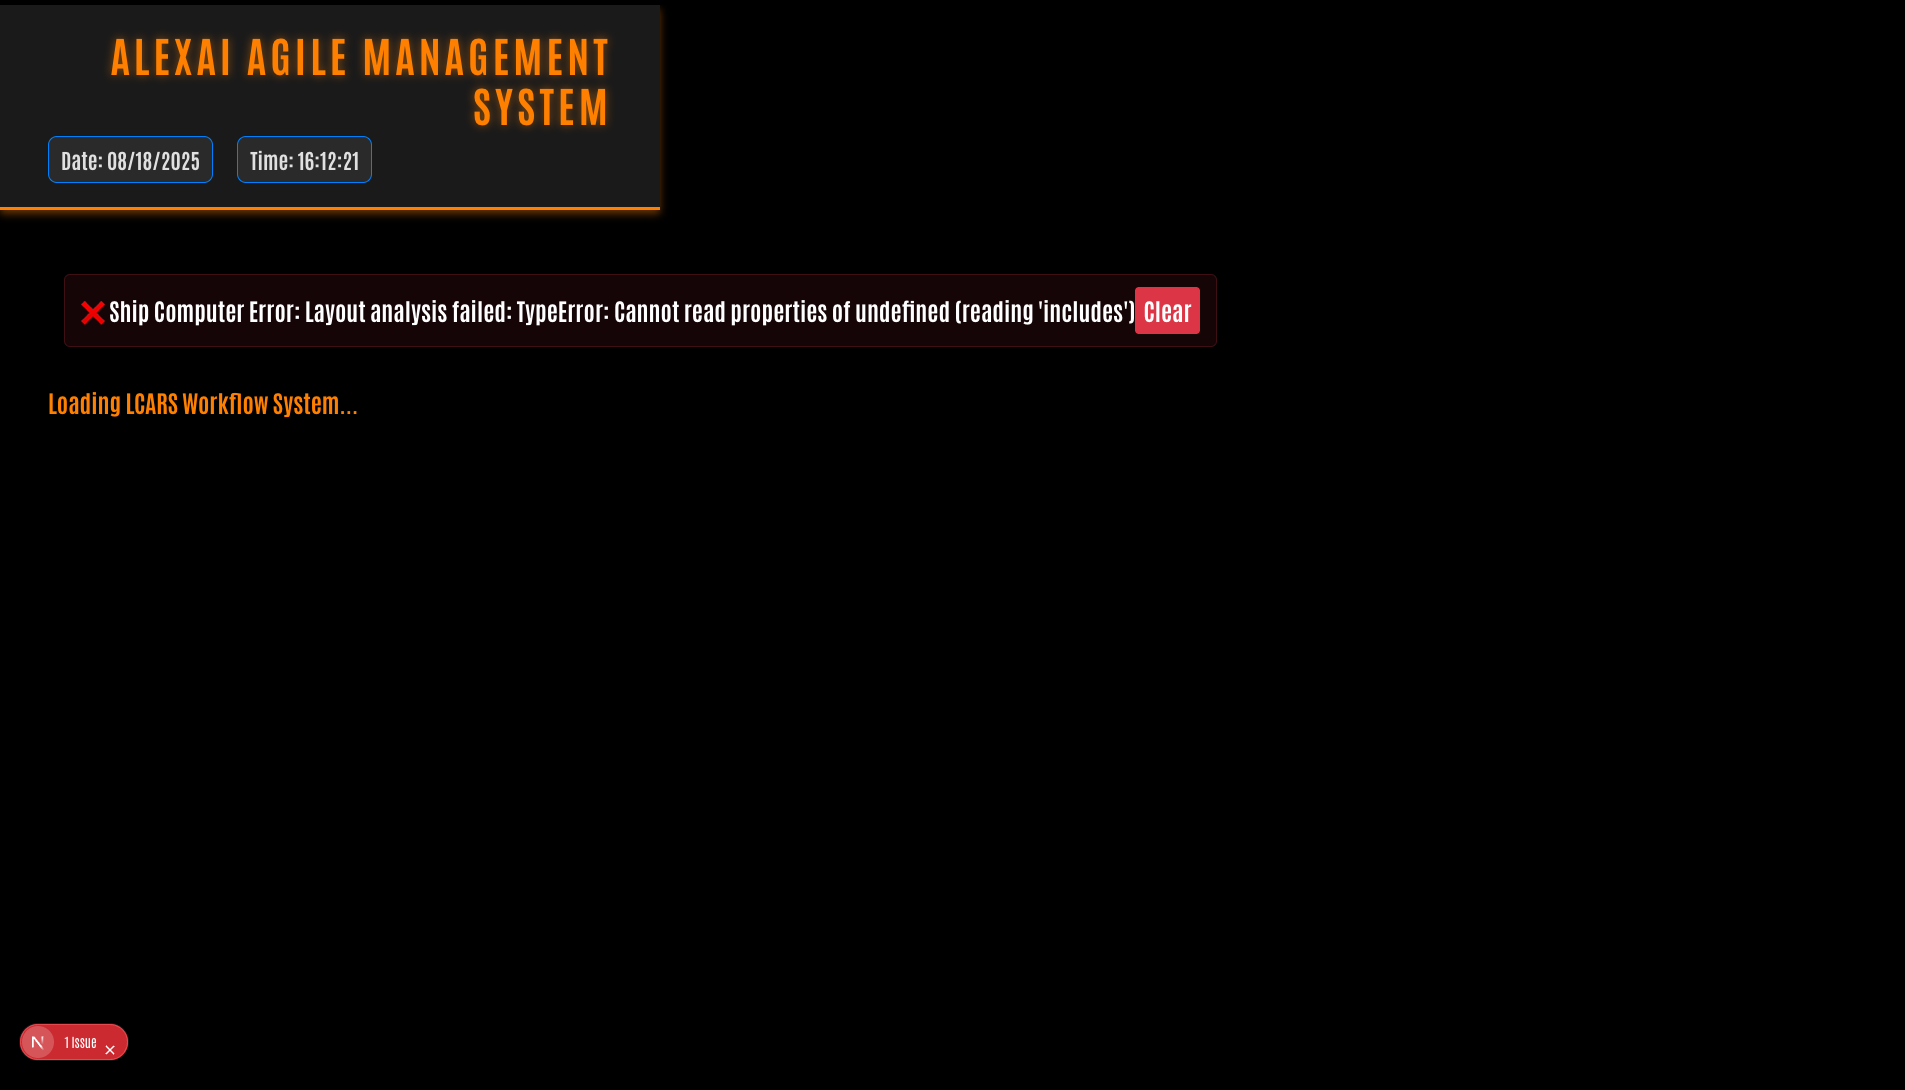 ALEXAI AGILE MANAGEMENT
SYSTEM
Date: 08/18/2025
Time: 16:12:21
❌ Ship Computer Error: Layout analysis failed: TypeError: Cannot read properties of undefined (reading 'includes')
Clear
Loading LCARS Workflow System...
N
1 Issue